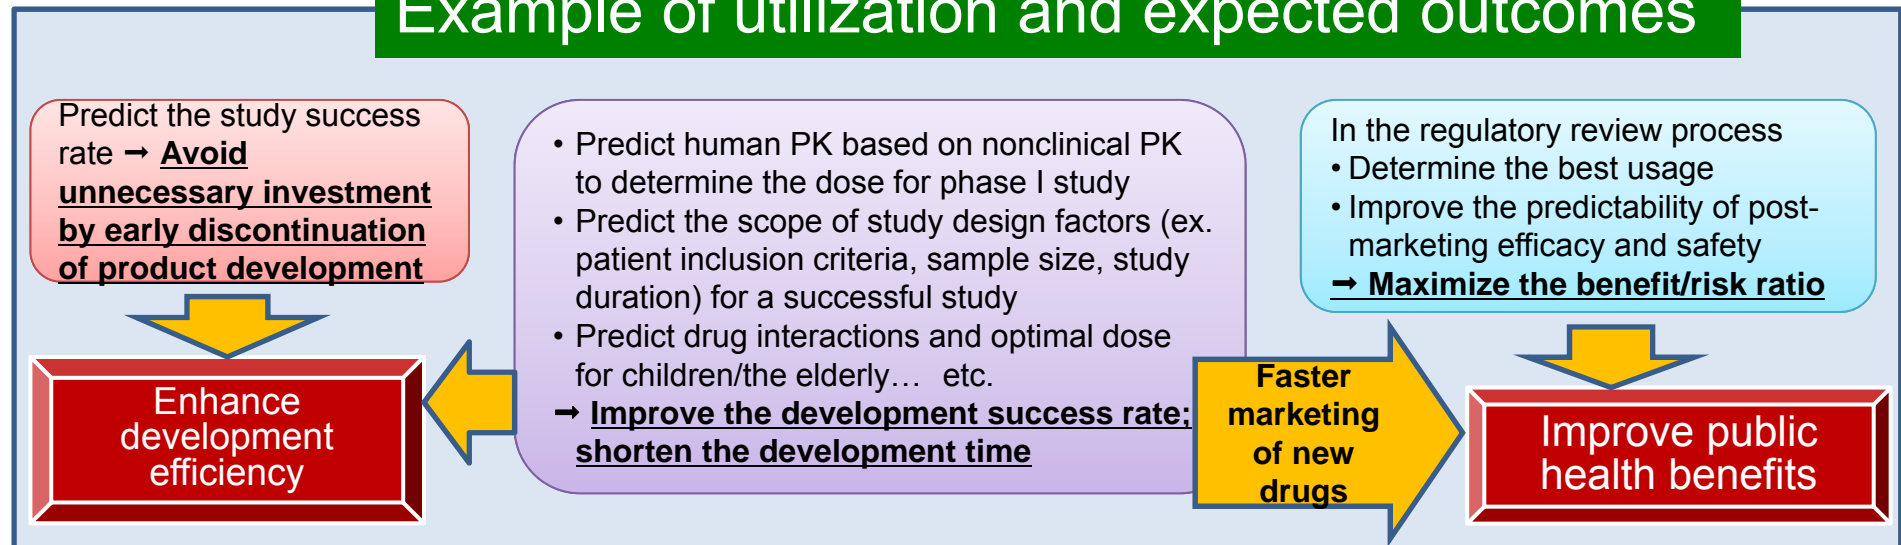 Example of utilization and expected outcomes
Predict the study success
rate → Avoid
unnecessary investment
by early discontinuation
of product development
Enhance
development
efficiency
• Predict human PK based on nonclinical PK
to determine the dose for phase I study
• Predict the scope of study design factors (ex.
patient inclusion criteria, sample size, study
duration) for a successful study
• Predict drug interactions and optimal dose
for children/the elderly… etc.
→ Improve the development success rate;
shorten the development time
Faster
marketing
of new
drugs
In the regulatory review process
• Determine the best usage
• Improve the predictability of post-
marketing efficacy and safety
→ Maximize the benefit/risk ratio
Improve public
health benefits